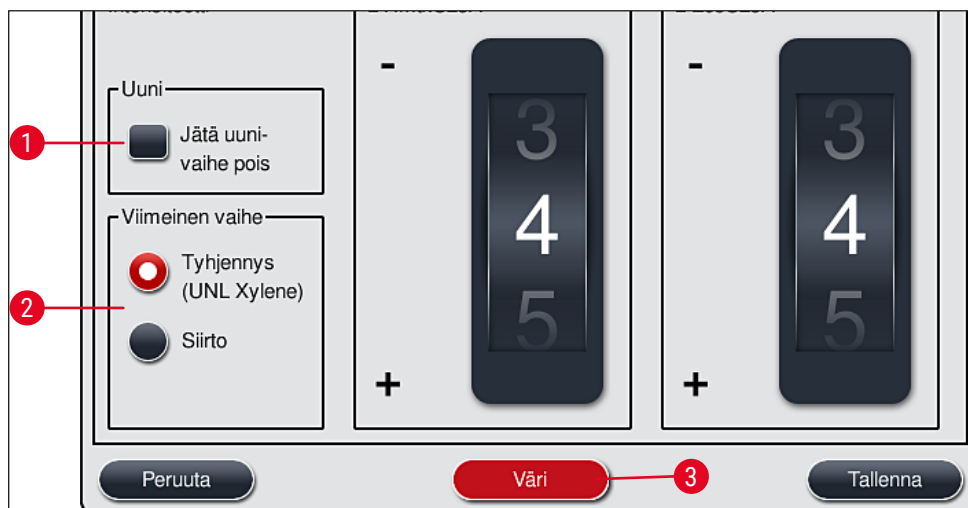 Uuni
1
Jätä uuni-
vaihe pois
Viimeinen vaihe
2
Tyhjennys
(UNL Xylene)
Siirto
-
3
4
5
+
-
3
4
5
+
Peruuta
Väri
3
Tallenna